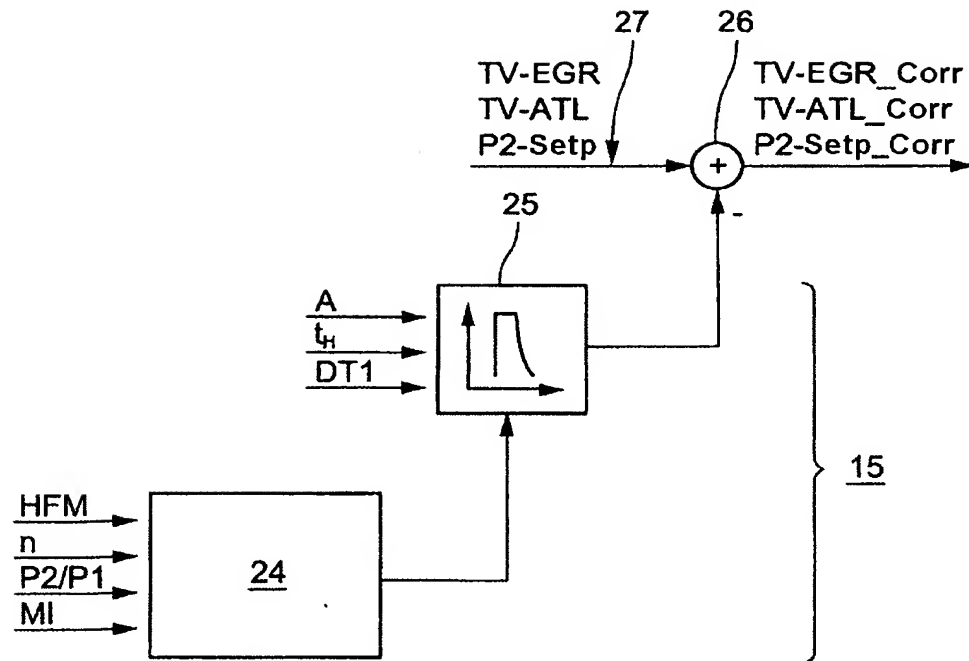 27
26
TV-EGR
TV-ATL
P2-Setp
TV-EGR_Corr
TV-ATL_Corr
P2-Setp_Corr
+
-
25
A
tH
DT1
15
HFM
n
P2/P1
MI
24